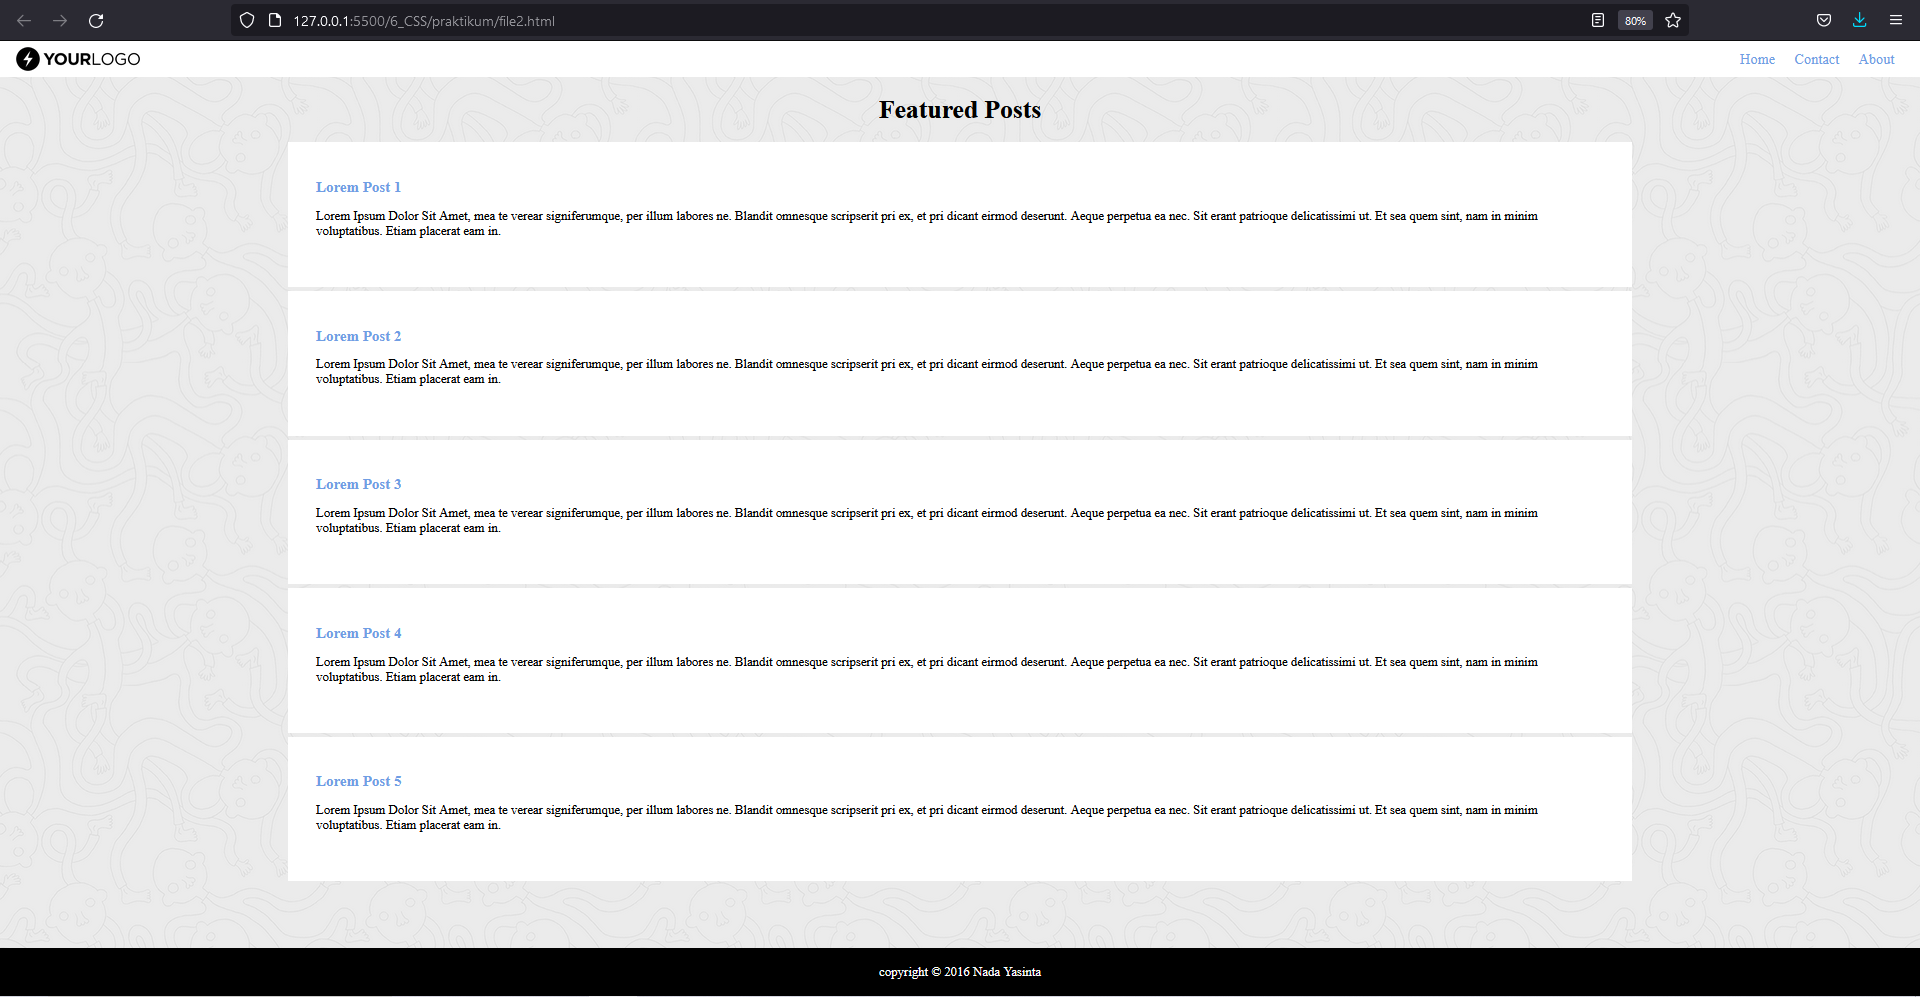 127.0.0.1:5500/6_CSS/praktikum/file2.html
80%
YOURLOGO
Home Contact About
Featured Posts
Lorem Post 1
Lorem Ipsum Dolor Sit Amet, mea te verear signiferumque, per illum labores ne. Blandit omnesque scripserit pri ex, et pri dicant eirmod deserunt. Aeque perpetua ea nec. Sit erant patrioque delicatissimi ut. Et sea quem sint, nam in minim
voluptatibus. Etiam placerat eam in.
Lorem Post 2
Lorem Ipsum Dolor Sit Amet, mea te verear signiferumque, per illum labores ne. Blandit omnesque scripserit pri ex, et pri dicant eirmod deserunt. Aeque perpetua ea nec. Sit erant patrioque delicatissimi ut. Et sea quem sint, nam in minim
voluptatibus. Etiam placerat eam in.
Lorem Post 3
Lorem Ipsum Dolor Sit Amet, mea te verear signiferumque, per illum labores ne. Blandit omnesque scripserit pri ex, et pri dicant eirmod deserunt. Aeque perpetua ea nec. Sit erant patrioque delicatissimi ut. Et sea quem sint, nam in minim
voluptatibus. Etiam placerat eam in.
Lorem Post 4
Lorem Ipsum Dolor Sit Amet, mea te verear signiferumque, per illum labores ne. Blandit omnesque scripserit pri ex, et pri dicant eirmod deserunt. Aeque perpetua ea nec. Sit erant patrioque delicatissimi ut. Et sea quem sint, nam in minim
voluptatibus. Etiam placerat eam in.
Lorem Post 5
Lorem Ipsum Dolor Sit Amet, mea te verear signiferumque, per illum labores ne. Blandit omnesque scripserit pri ex, et pri dicant eirmod deserunt. Aeque perpetua ea nec. Sit erant patrioque delicatissimi ut. Et sea quem sint, nam in minim
voluptatibus. Etiam placerat eam in.
copyright © 2016 Nada Yasinta